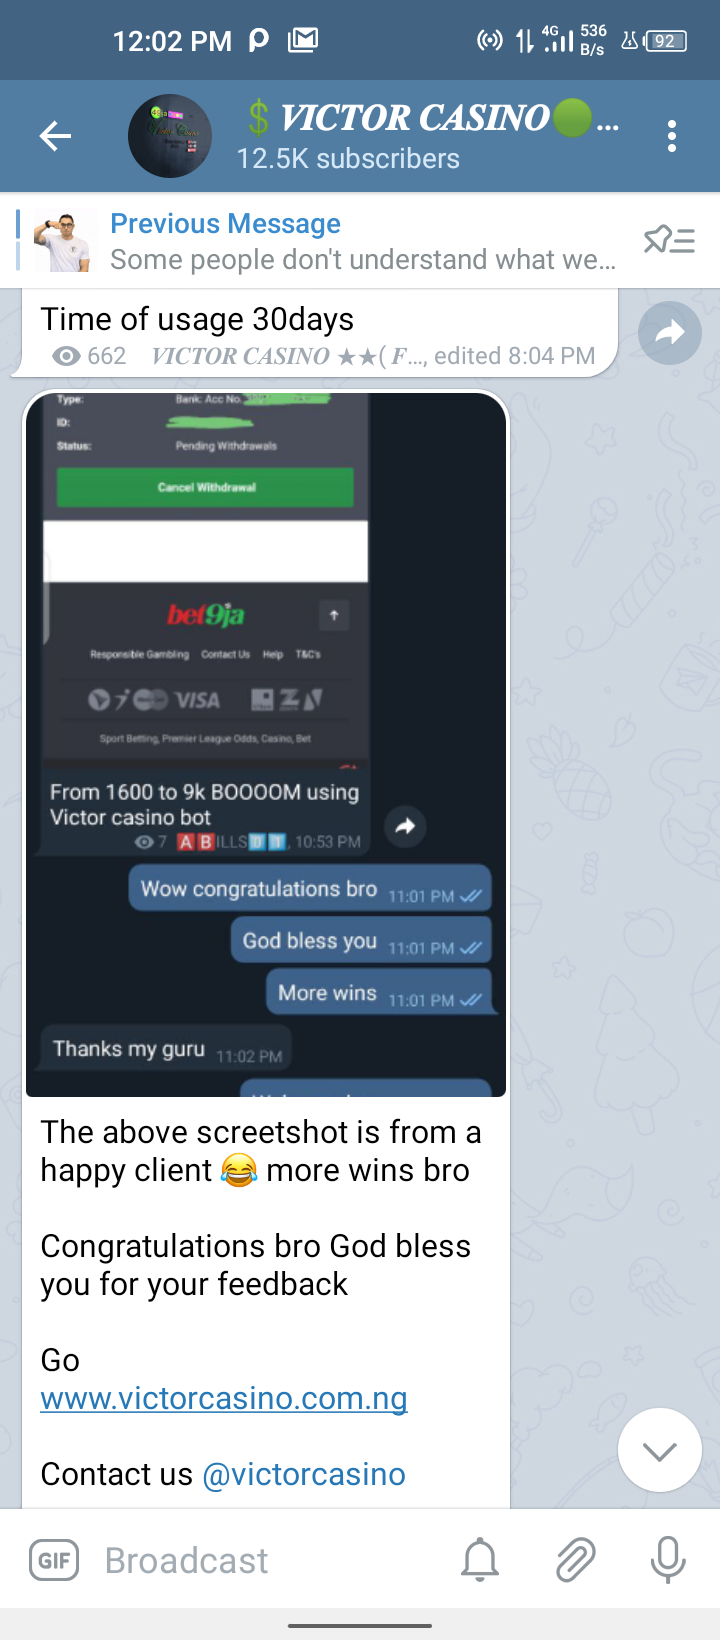 12:02 PM
4G 536 B/s 92
$ VICTOR CASINO🟢...
12.5K subscribers
Previous Message
Some people don't understand what we...
Time of usage 30days
662 VICTOR CASINO ★★( F..., edited 8:04 PM
Type: Bank: Acc No.
ID:
Status: Pending Withdrawals
Cancel Withdrawal
bet9ja
Responsible Gambling Contact Us Help T&C's
VISA
Sport Betting, Premier League Odds, Casino, Bet
From 1600 to 9k BOOOOM using
Victor casino bot
7 🅰🅱ILLS0️⃣1️⃣, 10:53 PM
Wow congratulations bro 11:01 PM
God bless you 11:01 PM
More wins 11:01 PM
Thanks my guru 11:02 PM
The above screetshot is from a
happy client 😂 more wins bro
Congratulations bro God bless
you for your feedback
Go
www.victorcasino.com.ng
Contact us @victorcasino
GIF Broadcast